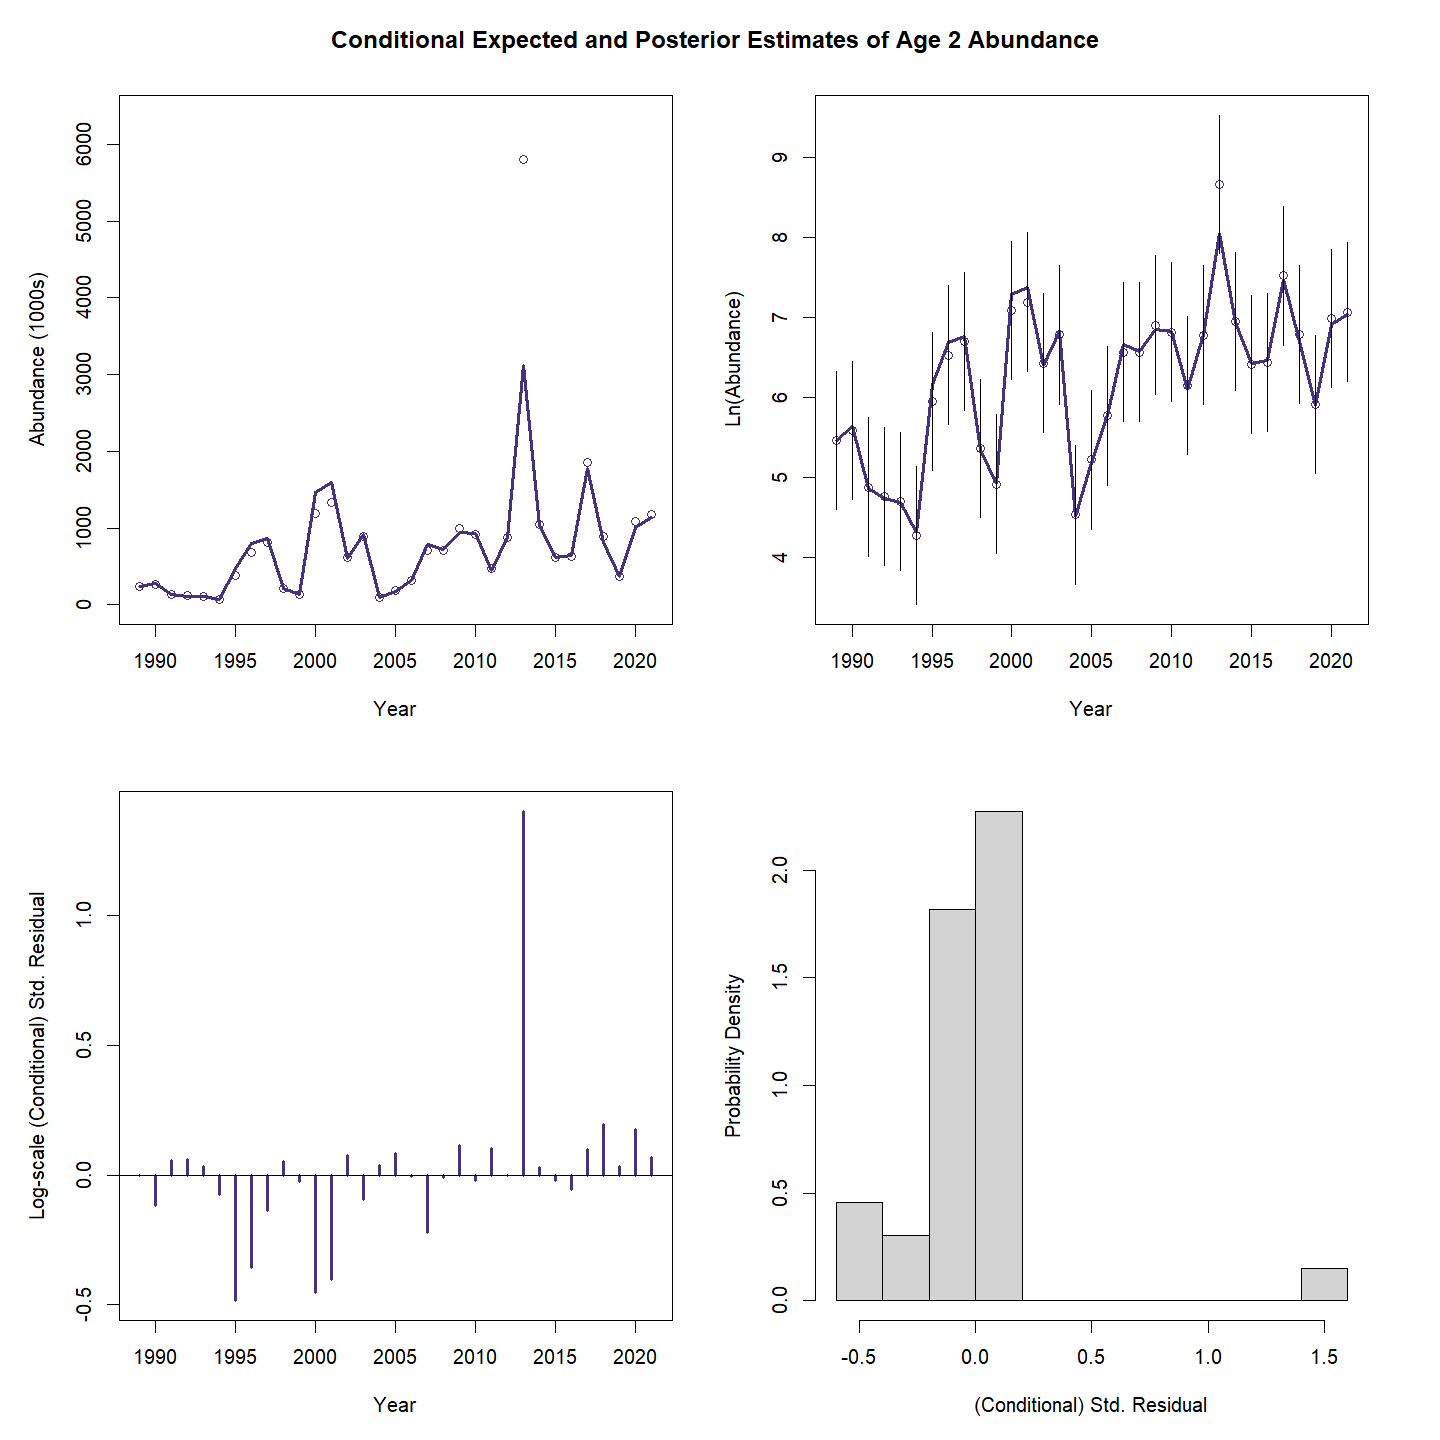 Conditional Expected and Posterior Estimates of Age 2 Abundance
Abundance (1000s)
6000
5000
4000
3000
2000
1000
0
1990 1995 2000 2005 2010 2015 2020
Year
Ln(Abundance)
9
8
7
6
5
4
1990 1995 2000 2005 2010 2015 2020
Year
Log-scale (Conditional) Std. Residual
1.0
0.5
0.0
-0.5
1990 1995 2000 2005 2010 2015 2020
Year
Probability Density
2.0
1.5
1.0
0.5
0.0
-0.5 0.0 0.5 1.0 1.5
(Conditional) Std. Residual